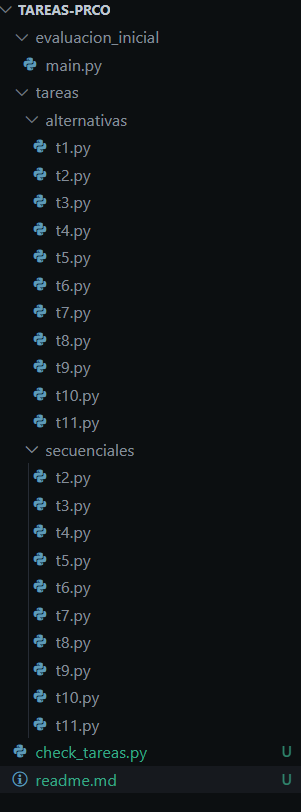 TAREAS-PRCO
evaluacion_inicial
main.py
tareas
alternativas
t1.py
t2.py
t3.py
t4.py
t5.py
t6.py
t7.py
t8.py
t9.py
t10.py
t11.py
secuenciales
t2.py
t3.py
t4.py
t5.py
t6.py
t7.py
t8.py
t9.py
t10.py
t11.py
check_tareas.py U
readme.md U